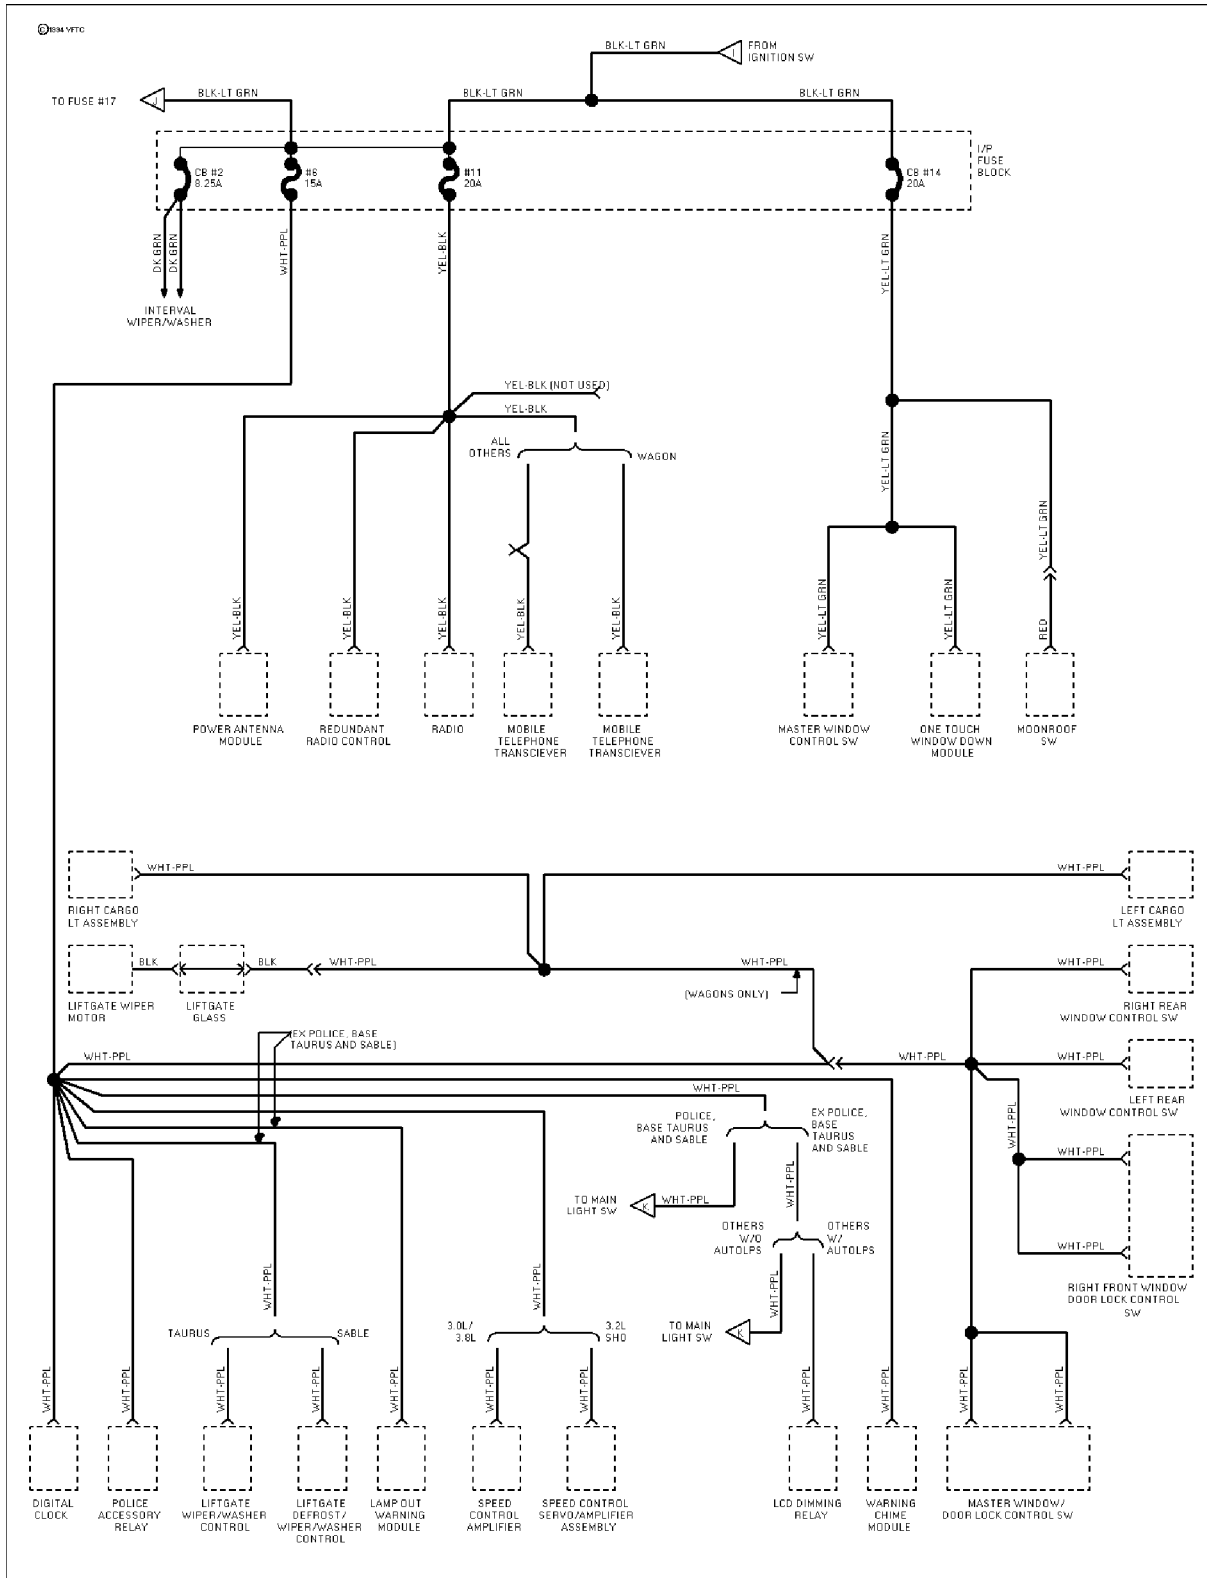 ©1994 VFTC
BLK-LT GRN
FROM
IGNITION SW
I
TO FUSE #17
J
BLK-LT GRN
BLK-LT GRN
BLK-LT GRN
CB #2
8.25A
#6
15A
#11
20A
CB #14
20A
I/P
FUSE
BLOCK
DK GRN
DK GRN
WHT-PPL
YEL-BLK
YEL-LT GRN
INTERVAL
WIPER/WASHER
YEL-BLK (NOT USED)
YEL-BLK
ALL
OTHERS
WAGON
YEL-LT GRN
YEL-LT GRN
YEL-BLK
YEL-BLK
YEL-BLK
YEL-BLK
YEL-BLK
YEL-LT GRN
YEL-LT GRN
RED
POWER ANTENNA
MODULE
REDUNDANT
RADIO CONTROL
RADIO
MOBILE
TELEPHONE
TRANSCIEVER
MOBILE
TELEPHONE
TRANSCIEVER
MASTER WINDOW
CONTROL SW
ONE TOUCH
WINDOW DOWN
MODULE
MOONROOF
SW
WHT-PPL
WHT-PPL
RIGHT CARGO
LT ASSEMBLY
LEFT CARGO
LT ASSEMBLY
BLK
BLK
WHT-PPL
WHT-PPL
WHT-PPL
(WAGONS ONLY)
LIFTGATE WIPER
MOTOR
LIFTGATE
GLASS
RIGHT REAR
WINDOW CONTROL SW
(EX POLICE, BASE
TAURUS AND SABLE)
WHT-PPL
WHT-PPL
WHT-PPL
WHT-PPL
LEFT REAR
WINDOW CONTROL SW
POLICE,
BASE TAURUS
AND SABLE
EX POLICE,
BASE
TAURUS
AND SABLE
WHT-PPL
WHT-PPL
WHT-PPL
TO MAIN
LIGHT SW
K
WHT-PPL
OTHERS
W/O
AUTOLPS
OTHERS
W/
AUTOLPS
WHT-PPL
RIGHT FRONT WINDOW
DOOR LOCK CONTROL
SW
WHT-PPL
WHT-PPL
TAURUS
SABLE
3.0L/
3.8L
3.2L
SHO
TO MAIN
LIGHT SW
K
WHT-PPL
WHT-PPL
WHT-PPL
WHT-PPL
WHT-PPL
WHT-PPL
WHT-PPL
WHT-PPL
WHT-PPL
WHT-PPL
WHT-PPL
WHT-PPL
DIGITAL
CLOCK
POLICE
ACCESSORY
RELAY
LIFTGATE
WIPER/WASHER
CONTROL
LIFTGATE
DEFROST/
WIPER/WASHER
CONTROL
LAMP OUT
WARNING
MODULE
SPEED
CONTROL
AMPLIFIER
SPEED CONTROL
SERVO/AMPLIFIER
ASSEMBLY
LCD DIMMING
RELAY
WARNING
CHIME
MODULE
MASTER WINDOW/
DOOR LOCK CONTROL SW